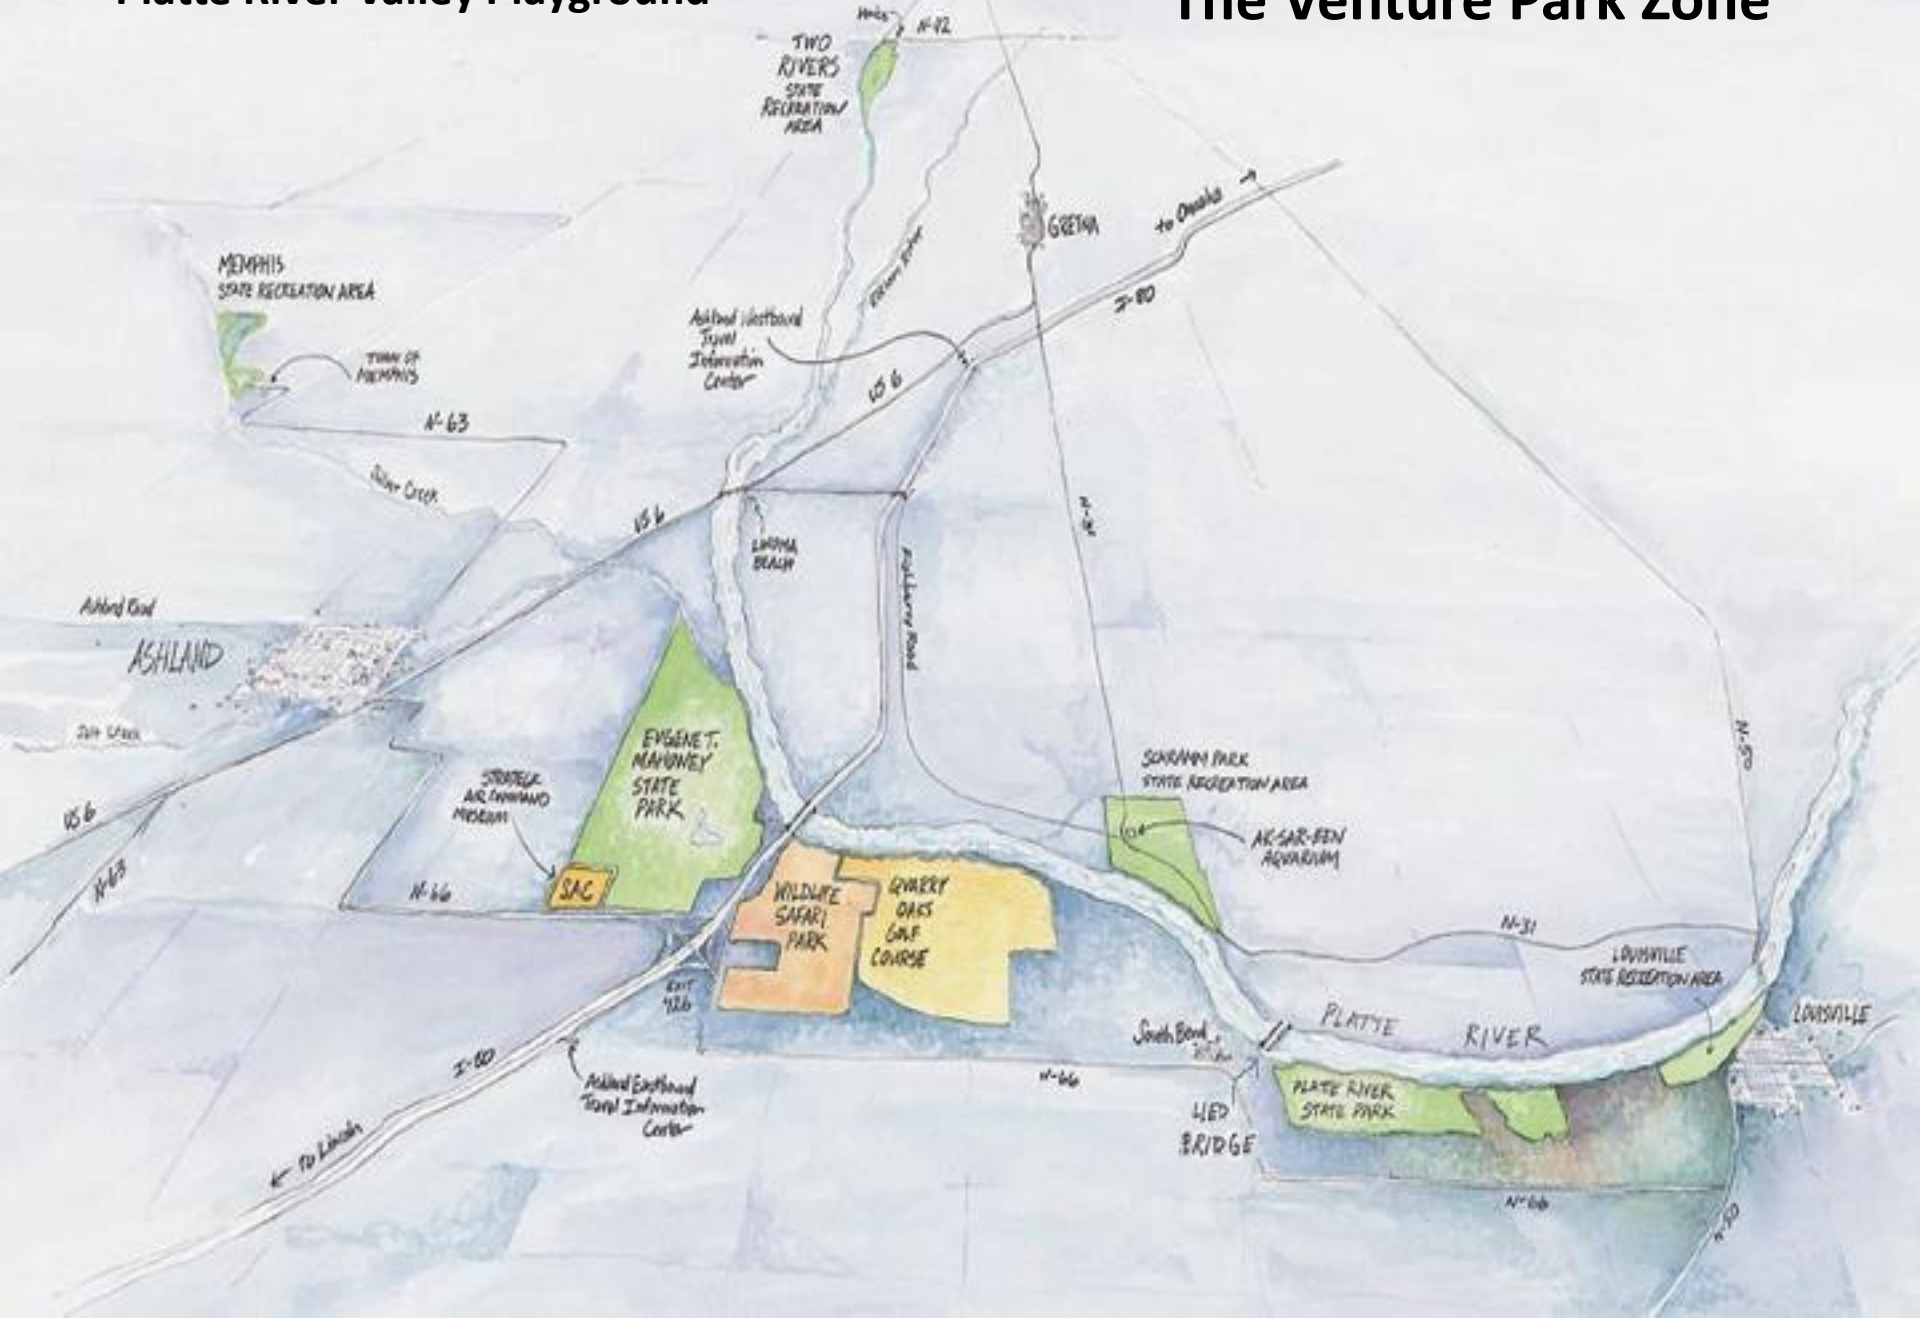 Platte River Valley Playground
The Venture Park Zone
N-92
TWO
RIVERS
STATE
RECREATION
AREA
to Omaha →
GRETNA
MEMPHIS
STATE RECREATION AREA
Elkhorn River
I-80
Ashland Westbound
Travel
Information
Center
TOWN OF
MEMPHIS
US 6
N-63
Silver Creek
US 6
LINOMA
BEACH
Fishberry Road
Ashland Road
ASHLAND
Salt Creek
EUGENE T.
MAHONEY
STATE
PARK
N-50
SCHRAMM PARK
STATE RECREATION AREA
STRATEGIC
AIR COMMAND
MUSEUM
US 6
AK-SAR-BEN
AQUARIUM
N-63
N-66
SAC
WILDLIFE
SAFARI
PARK
QUARRY
OAKS
GOLF
COURSE
N-31
LOUISVILLE
STATE RECREATION AREA
EXIT
426
LOUISVILLE
PLATTE RIVER
South Bend
I-80
N-66
Ashland Eastbound
Travel Information
Center
PLATTE RIVER
STATE PARK
LIED
BRIDGE
← To Lincoln
N-66
N-50